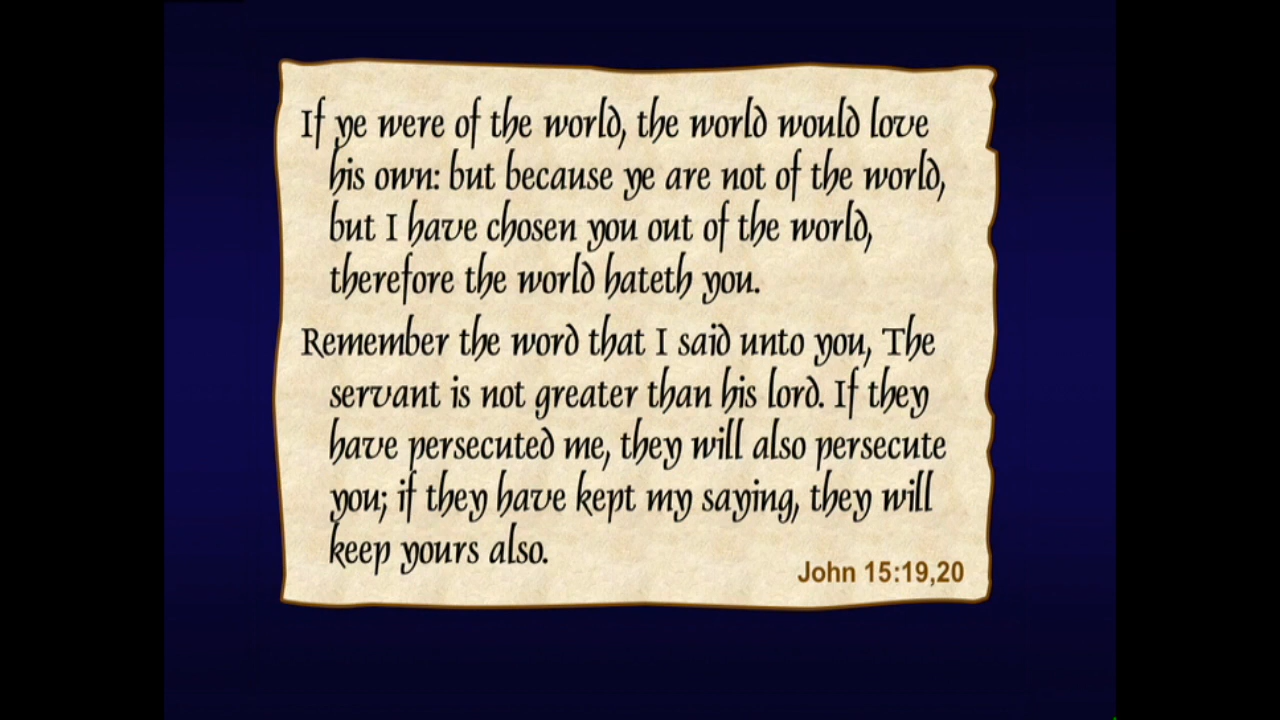 If ye were of the world, the world would love
his own: but because ye are not of the world,
but I have chosen you out of the world,
therefore the world hateth you.
Remember the word that I said unto you, The
servant is not greater than his lord. If they
have persecuted me, they will also persecute
you; if they have kept my saying, they will
keep yours also.
John 15:19,20